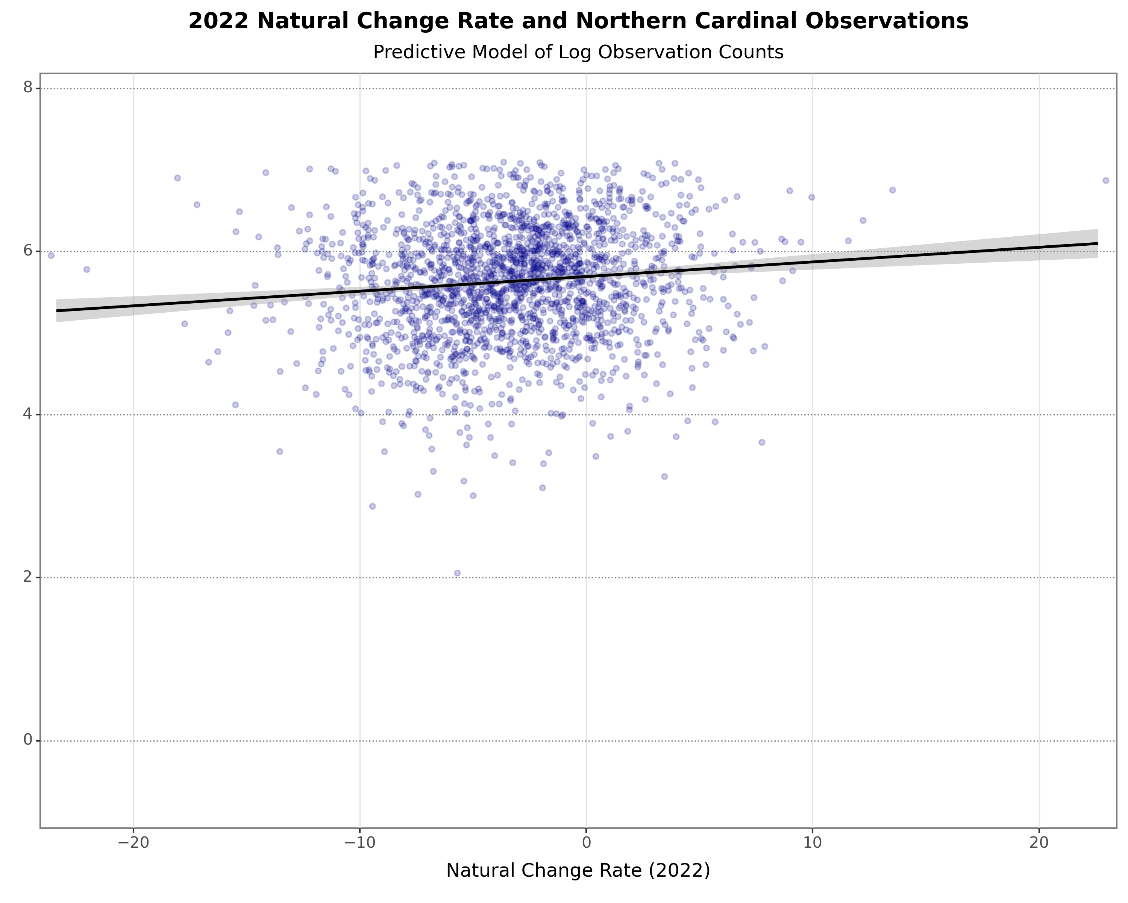 2022 Natural Change Rate and Northern Cardinal Observations
Predictive Model of Log Observation Counts
8
6
4
2
0
−20 −10 0 10 20
Natural Change Rate (2022)